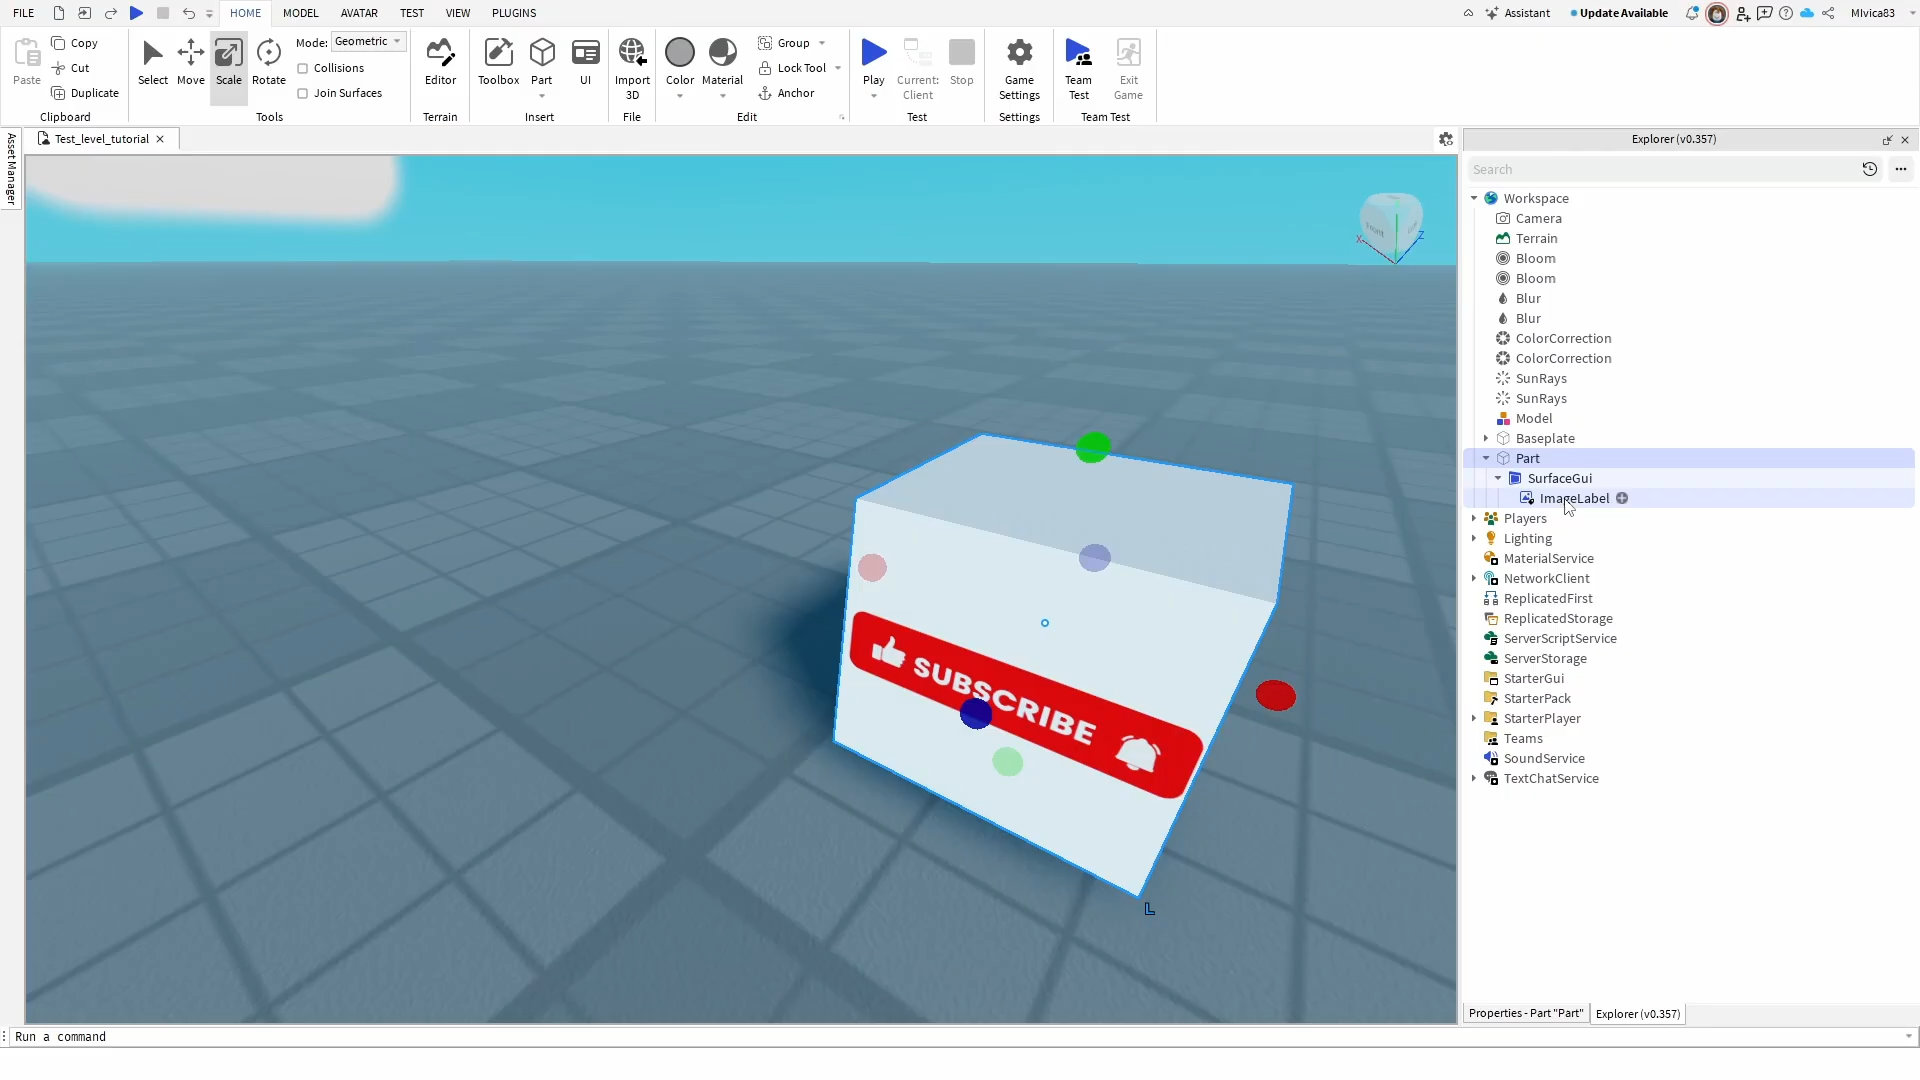 FILE HOME MODEL AVATAR TEST VIEW PLUGINS Assistant Update Available MIvica83
Paste Copy Cut Duplicate
Clipboard
Select Move Scale Rotate
Mode: Geometric
Collisions
Join Surfaces
Tools
Editor
Terrain
Toolbox Part UI
Insert
Import 3D
File
Color Material
Group
Lock Tool
Anchor
Edit
Play Current: Client Stop
Test
Game Settings
Settings
Team Test Exit Game
Team Test
Asset Manager
Test_level_tutorial
Front
X Z
SUBSCRIBE
L
Explorer (v0.357)
Search
Workspace
Camera
Terrain
Bloom
Bloom
Blur
Blur
ColorCorrection
ColorCorrection
SunRays
SunRays
Model
Baseplate
Part
SurfaceGui
ImageLabel
Players
Lighting
MaterialService
NetworkClient
ReplicatedFirst
ReplicatedStorage
ServerScriptService
ServerStorage
StarterGui
StarterPack
StarterPlayer
Teams
SoundService
TextChatService
Properties - Part "Part" Explorer (v0.357)
Run a command